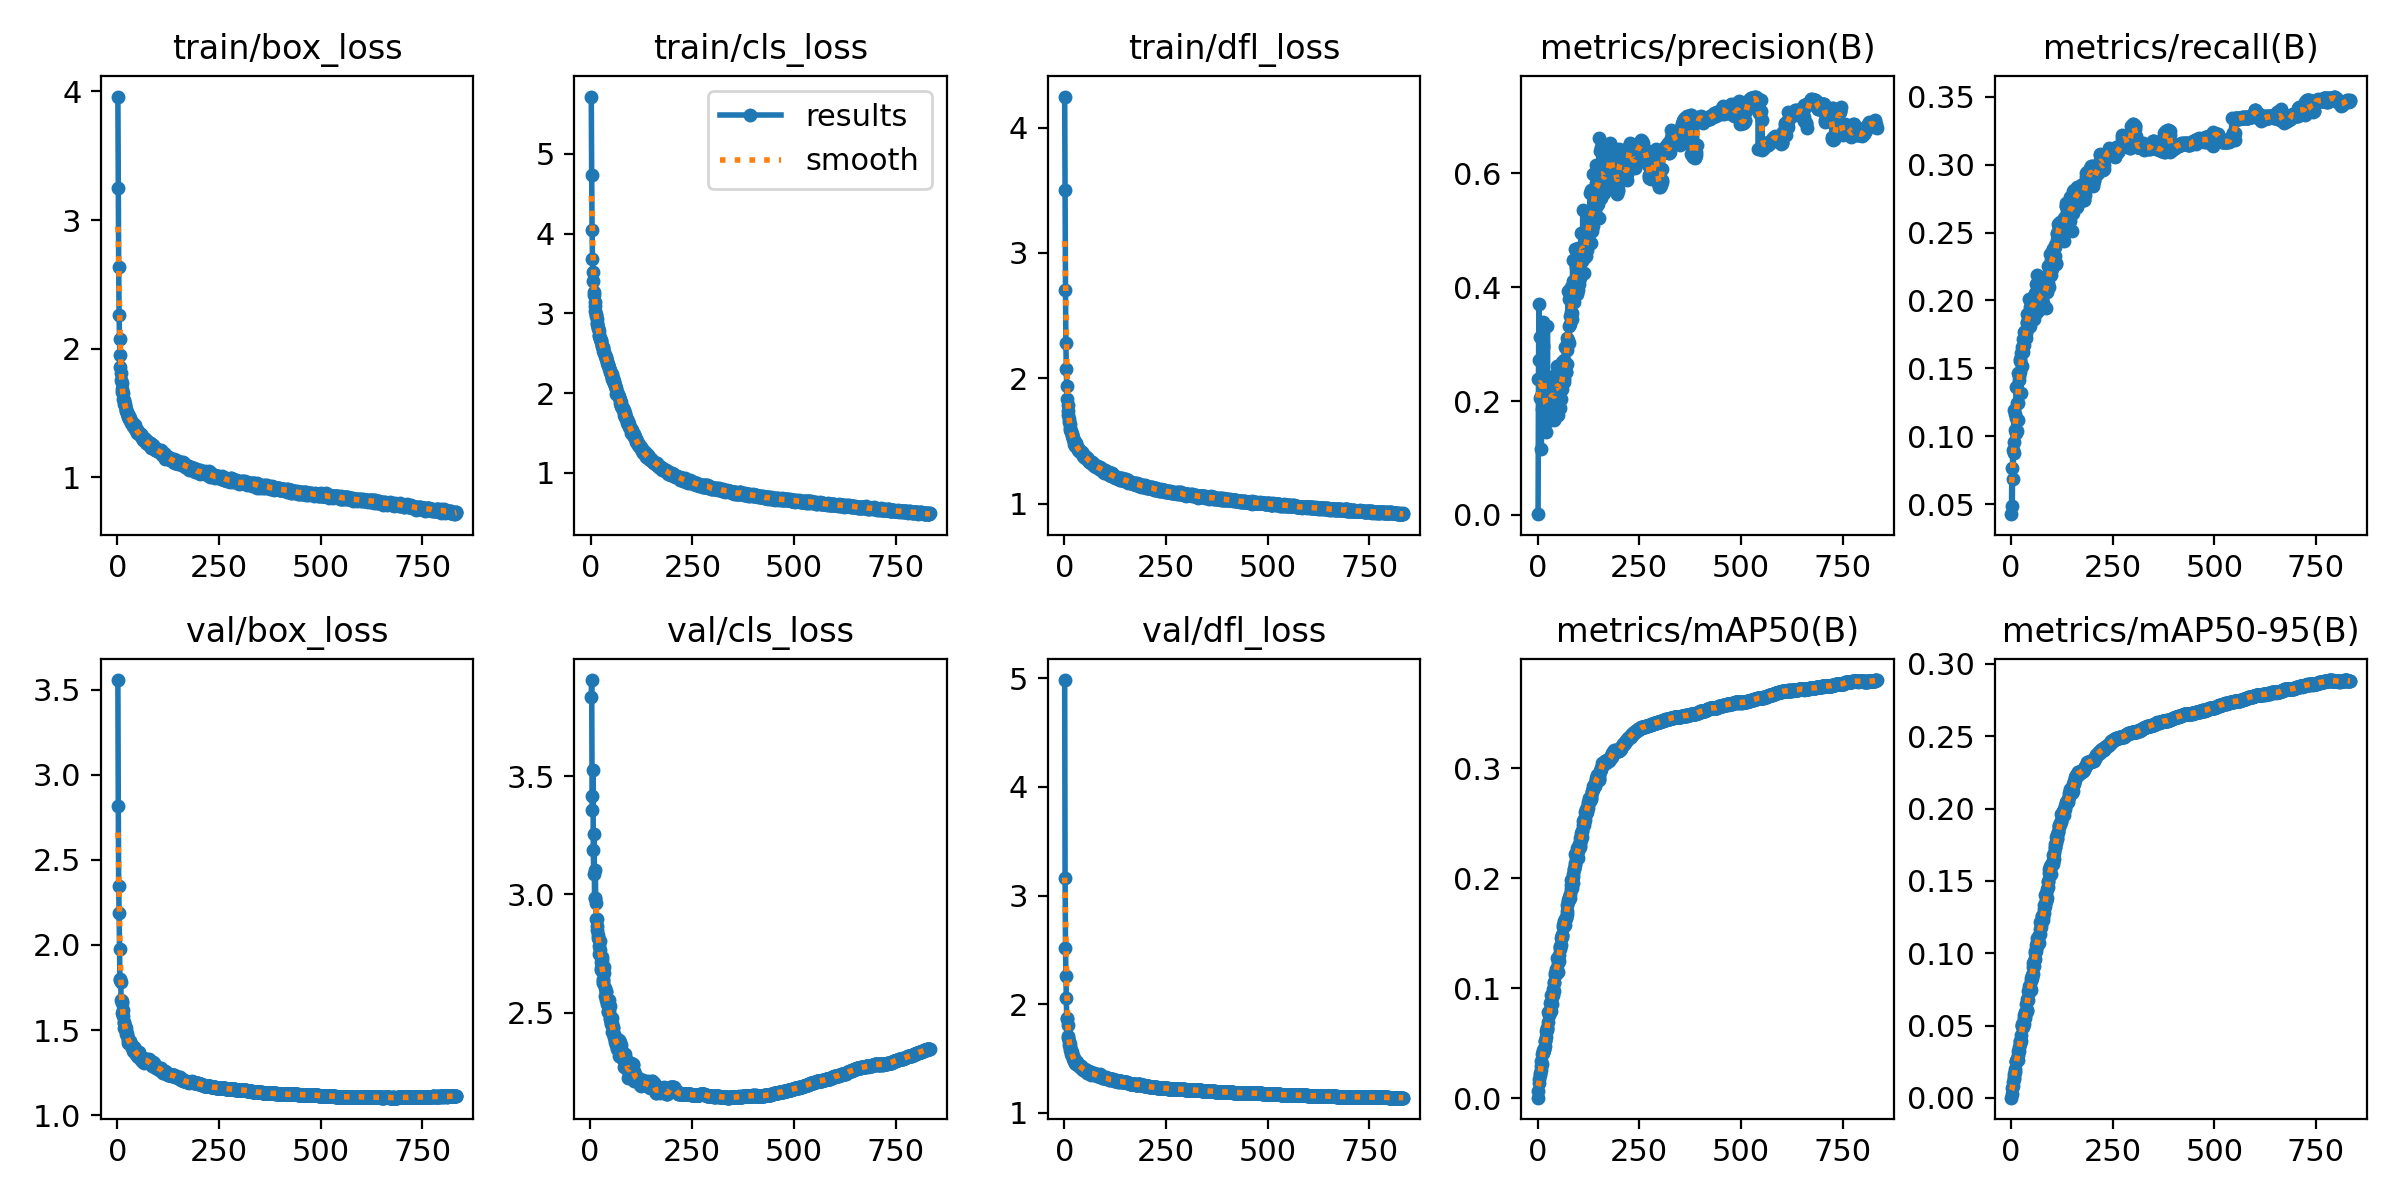 train/box_loss
4
3
2
1
0 250 500 750
train/cls_loss
results
smooth
5
4
3
2
1
0 250 500 750
train/dfl_loss
4
3
2
1
0 250 500 750
metrics/precision(B)
0.6
0.4
0.2
0.0
0 250 500 750
metrics/recall(B)
0.35
0.30
0.25
0.20
0.15
0.10
0.05
0 250 500 750
val/box_loss
3.5
3.0
2.5
2.0
1.5
1.0
0 250 500 750
val/cls_loss
3.5
3.0
2.5
0 250 500 750
val/dfl_loss
5
4
3
2
1
0 250 500 750
metrics/mAP50(B)
0.3
0.2
0.1
0.0
0 250 500 750
metrics/mAP50-95(B)
0.30
0.25
0.20
0.15
0.10
0.05
0.00
0 250 500 750